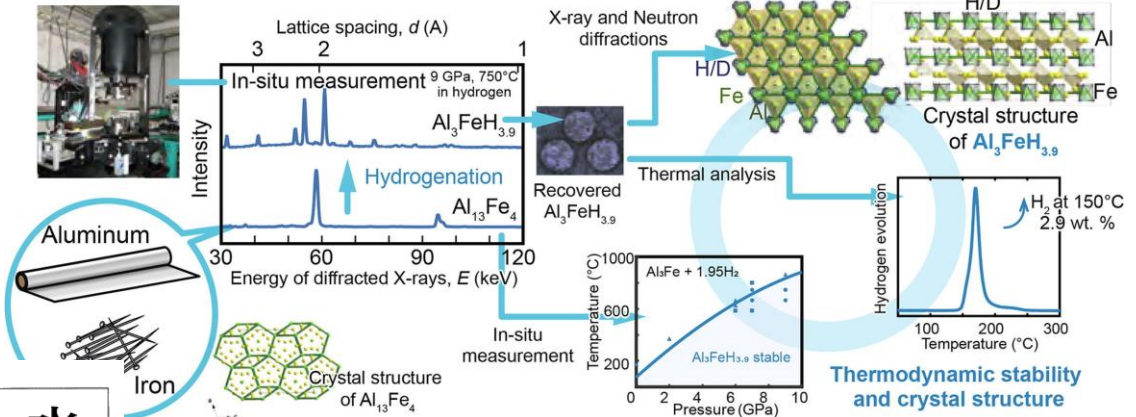 Lattice spacing, d (A)
3 2 1
In-situ measurement
9 GPa, 750°C
in hydrogen
Al₃FeH₃.₉
Hydrogenation
Al₁₃Fe₄
Intensity
30 60 90 120
Energy of diffracted X-rays, E (keV)
Aluminum
Iron
Crystal structure
of Al₁₃Fe₄
Recovered
Al₃FeH₃.₉
X-ray and Neutron
diffractions
H/D
Fe
Al
H/D
Al
Fe
Crystal structure
of Al₃FeH₃.₉
Thermal analysis
In-situ
measurement
Temperature (°C)
1000
600
200
Al₃Fe + 1.95H₂
Al₃FeH₃.₉ stable
0 2 4 6 8 10
Pressure (GPa)
Hydrogen evolution
H₂ at 150°C
2.9 wt. %
100 200 300
Temperature (°C)
Thermodynamic stability
and crystal structure